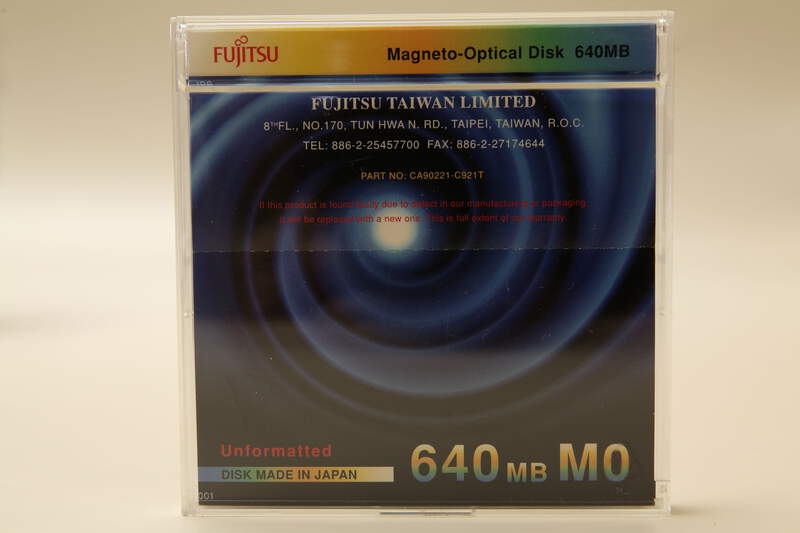 FUJITSU
Magneto-Optical Disk 640MB
FUJITSU TAIWAN LIMITED
8THFL., NO.170, TUN HWA N. RD., TAIPEI, TAIWAN, R.O.C.
TEL: 886-2-25457700 FAX: 886-2-27174644
PART NO: CA90221-C921T
If this product is found faulty due to defect in our manufacturing or packaging,
it will be replaced with a new one. This is full extent of our warranty.
Unformatted
DISK MADE IN JAPAN
640 MB MO
001